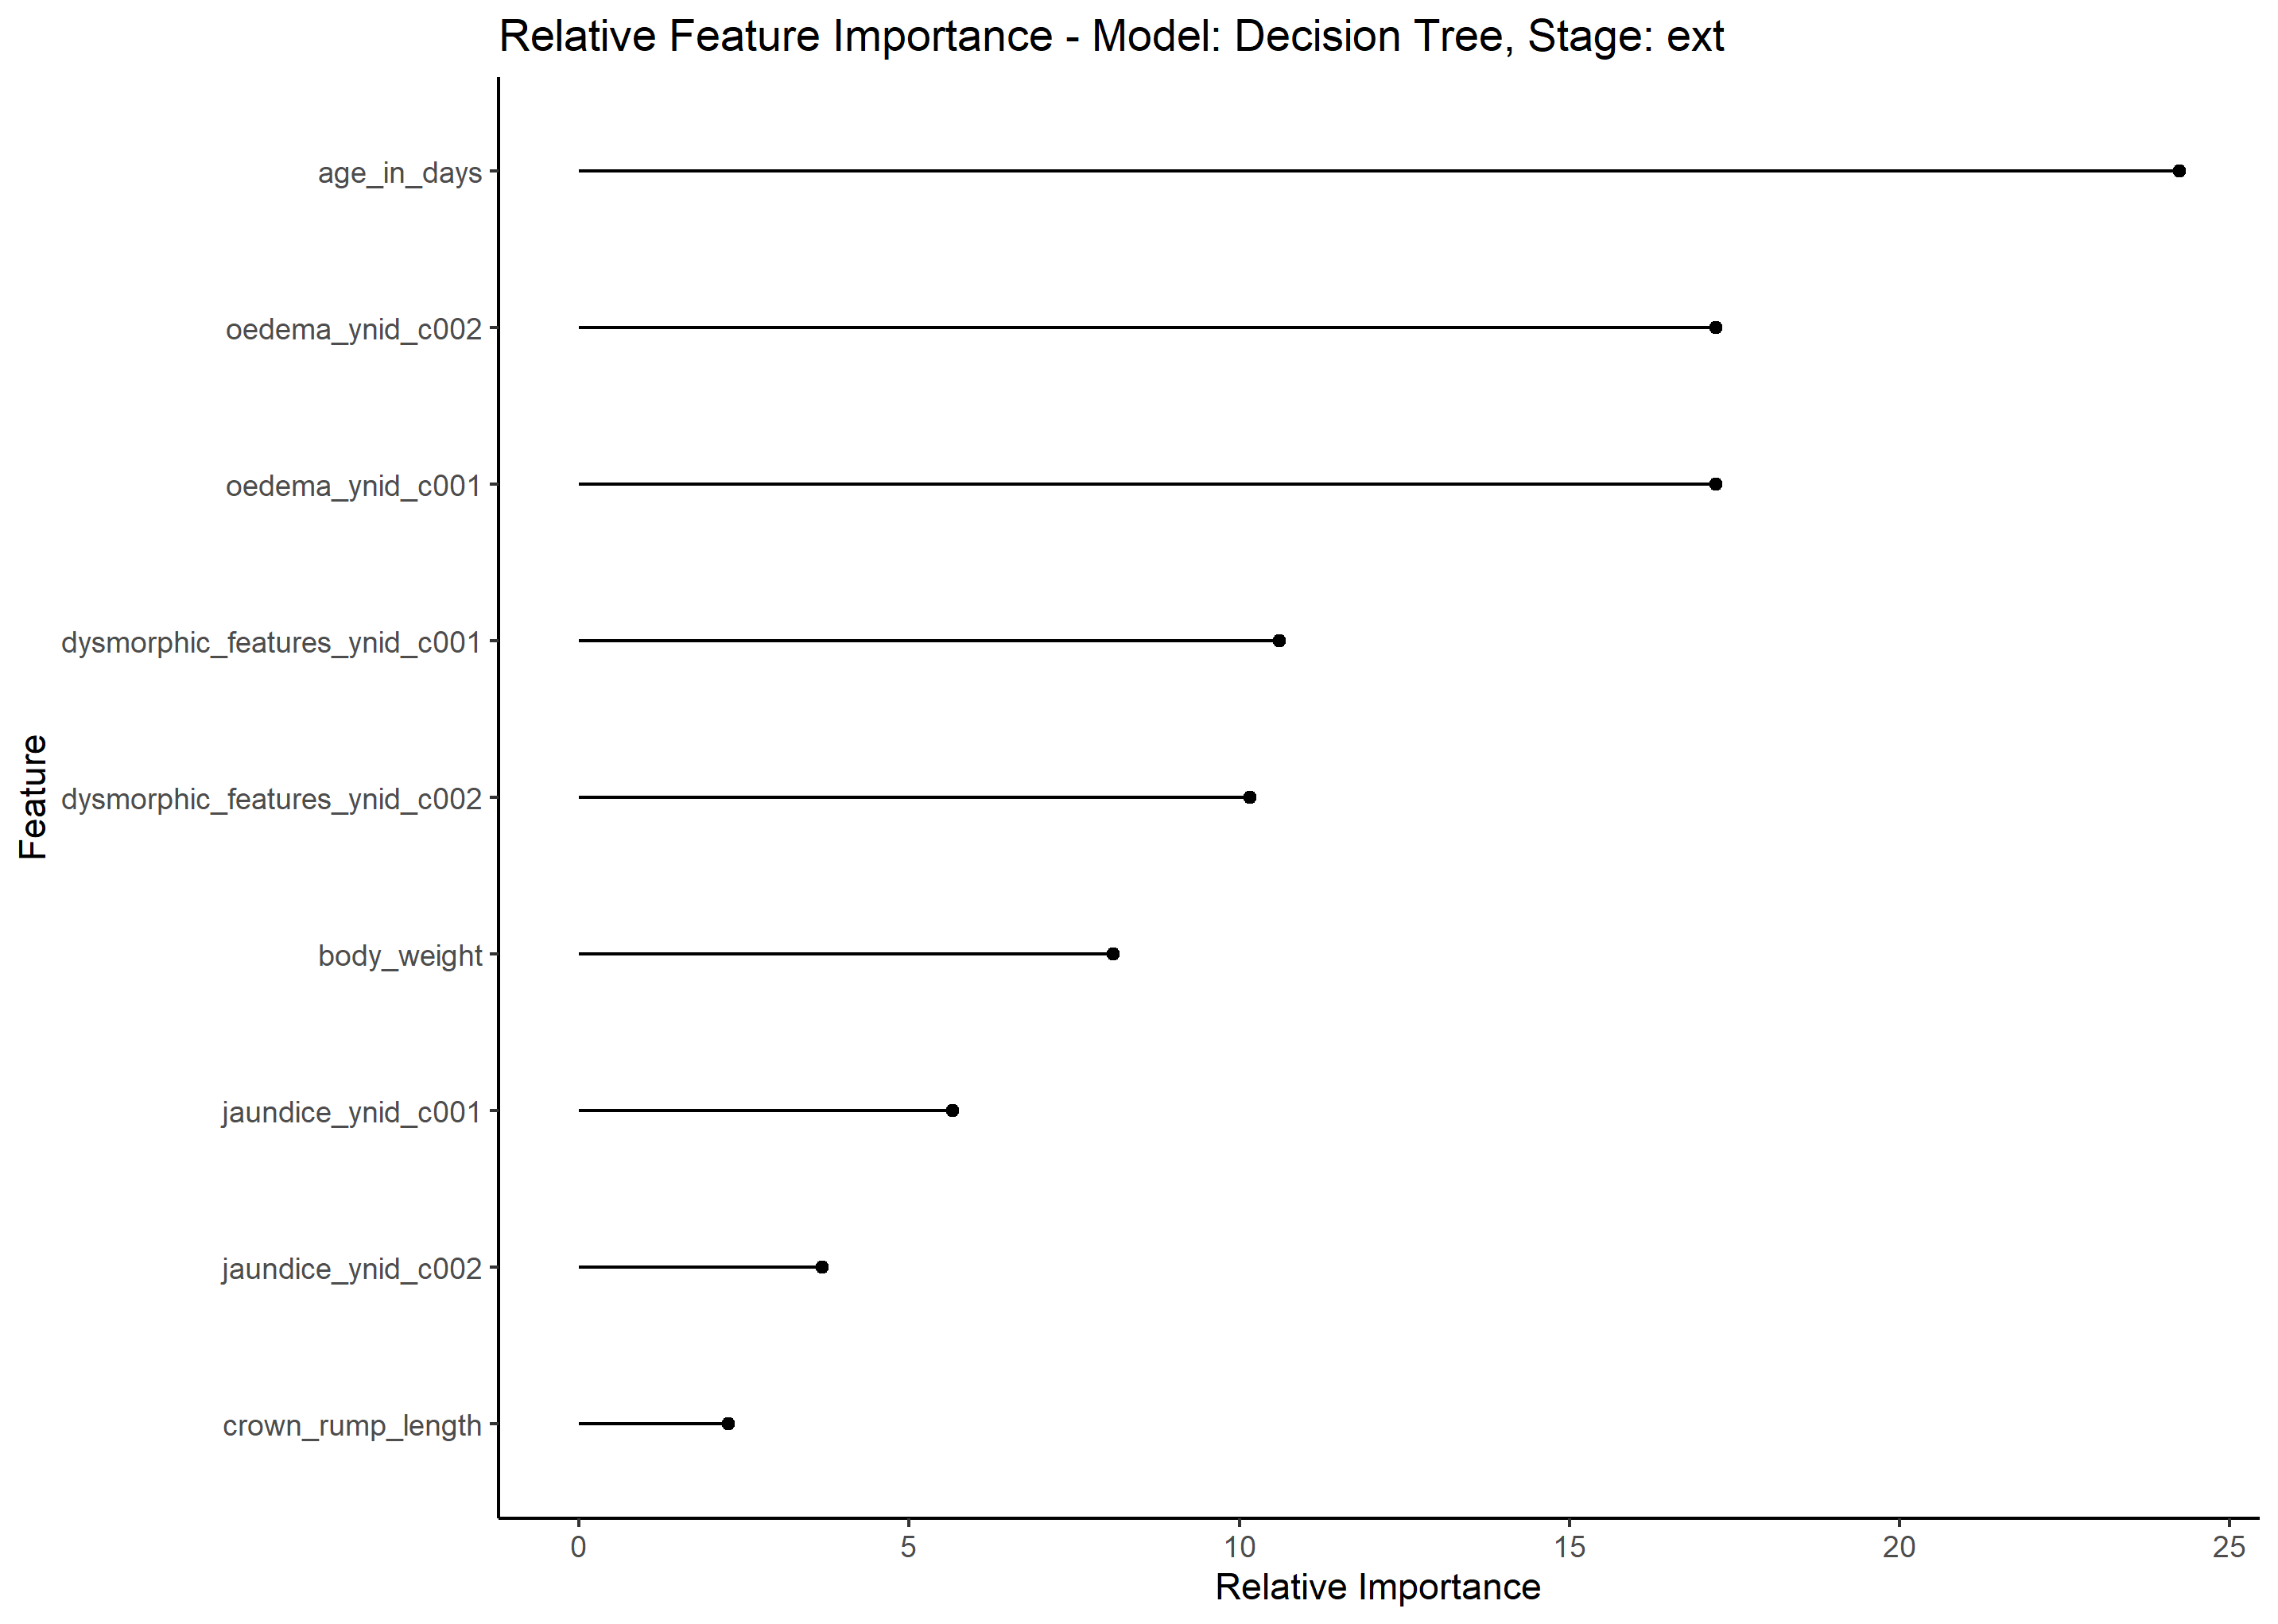 Relative Feature Importance - Model: Decision Tree, Stage: ext
age_in_days
oedema_ynid_c002
oedema_ynid_c001
dysmorphic_features_ynid_c001
dysmorphic_features_ynid_c002
body_weight
jaundice_ynid_c001
jaundice_ynid_c002
crown_rump_length
Feature
0 5 10 15 20 25
Relative Importance